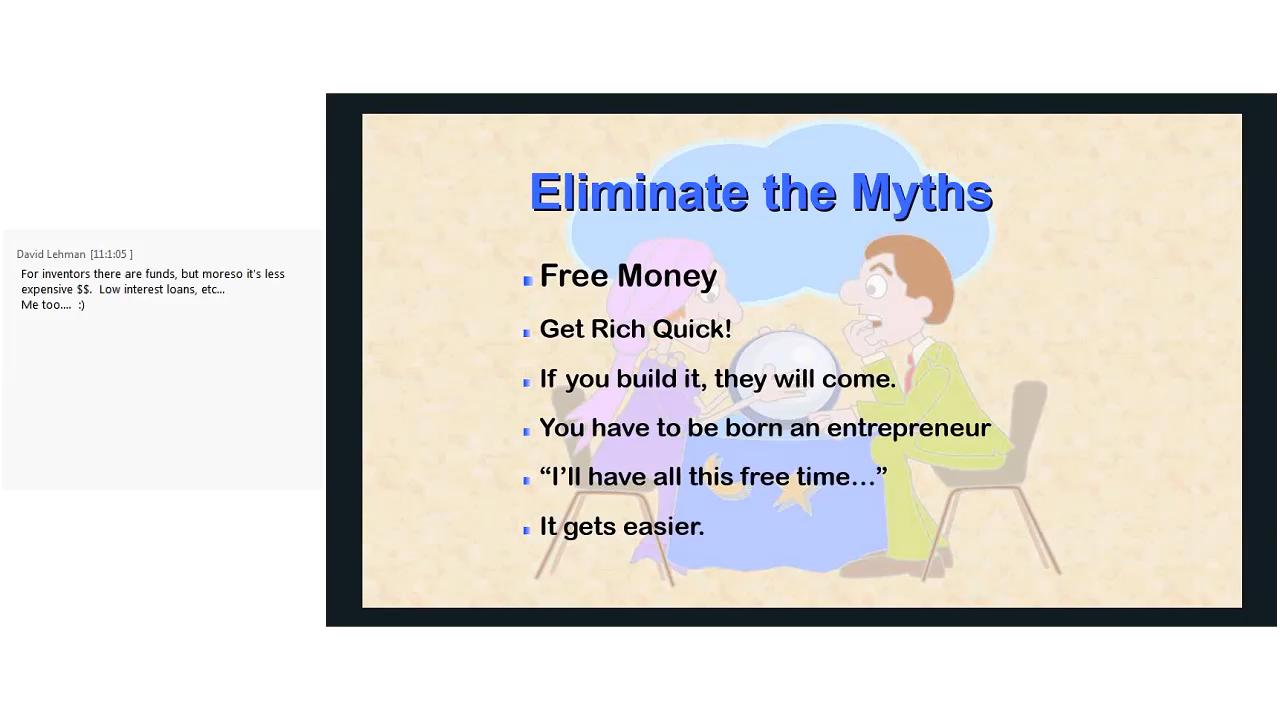 David Lehman [11:1:05 ]
For inventors there are funds, but moreso it's less
expensive $$.  Low interest loans, etc...
Me too....  :)
Eliminate the Myths
Free Money
Get Rich Quick!
If you build it, they will come.
You have to be born an entrepreneur
“I’ll have all this free time…”
It gets easier.